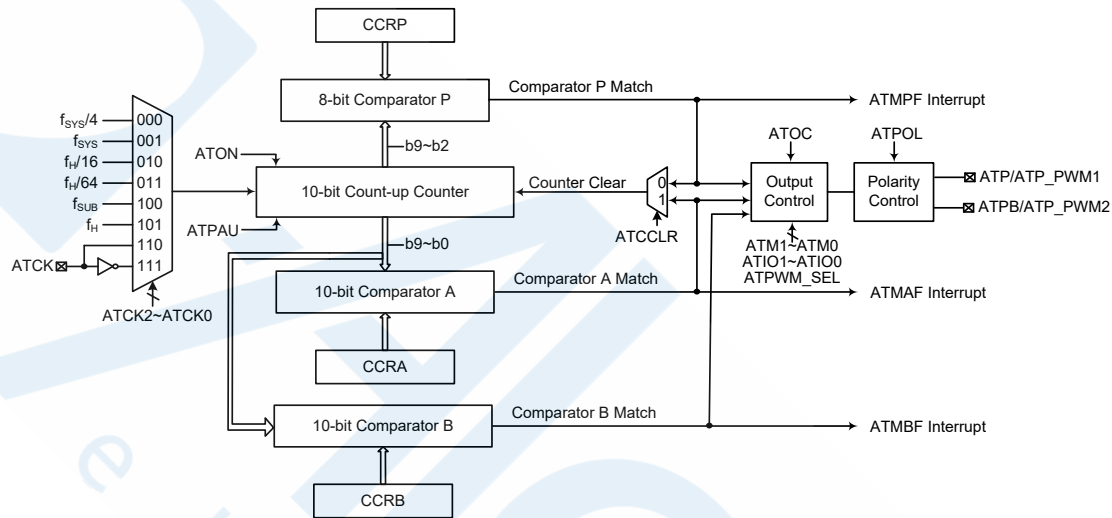 CCRP
8-bit Comparator P
Comparator P Match
ATMPF Interrupt
b9~b2
fSYS/4 000
fSYS 001
fH/16 010
fH/64 011
fSUB 100
fH 101
110
111
ATCK
ATCK2~ATCK0
ATON
10-bit Count-up Counter
ATPAU
Counter Clear
0
1
ATCCLR
ATOC
Output
Control
ATM1~ATM0
ATIO1~ATIO0
ATPWM_SEL
ATPOL
Polarity
Control
ATP/ATP_PWM1
ATPB/ATP_PWM2
b9~b0
10-bit Comparator A
Comparator A Match
ATMAF Interrupt
CCRA
10-bit Comparator B
Comparator B Match
ATMBF Interrupt
CCRB
e